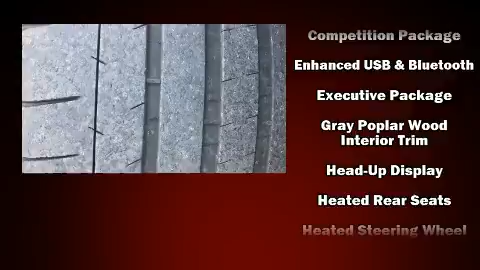 Competition Package
Enhanced USB & Bluetooth
Executive Package
Gray Poplar Wood
Interior Trim
Head-Up Display
Heated Rear Seats
Heated Steering Wheel